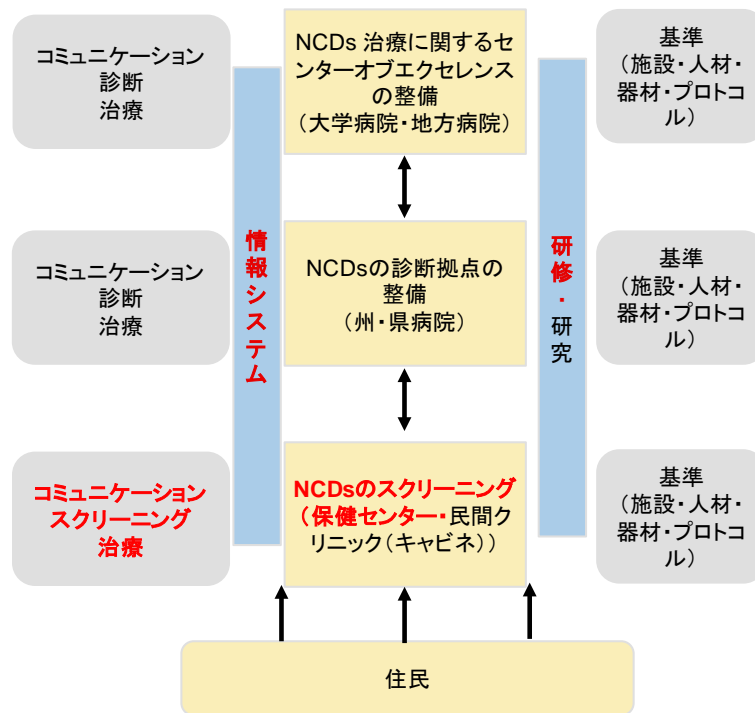 コミュニケーション
診断
治療
NCDs 治療に関するセ
ンターオブエクセレンス
の整備
（大学病院・地方病院）
基準
（施設・人材・
器材・プロトコ
ル）
情報システム
研修・研究
コミュニケーション
診断
治療
NCDsの診断拠点の
整備
（州・県病院）
基準
（施設・人材・
器材・プロトコ
ル）
コミュニケーション
スクリーニング
治療
NCDsのスクリーニング
（保健センター・民間ク
リニック（キャビネ））
基準
（施設・人材・
器材・プロトコ
ル）
住民